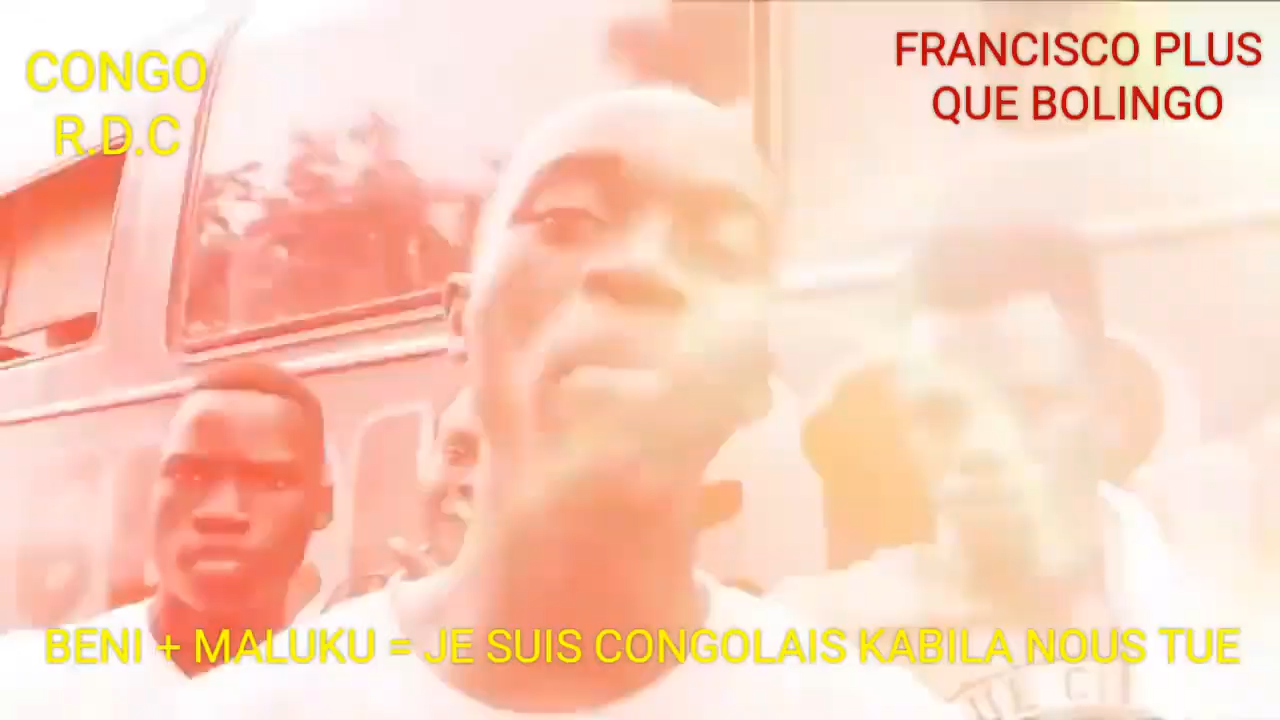 CONGO
R.D.C
FRANCISCO PLUS
QUE BOLINGO
BENI + MALUKU = JE SUIS CONGOLAIS KABILA NOUS TUE